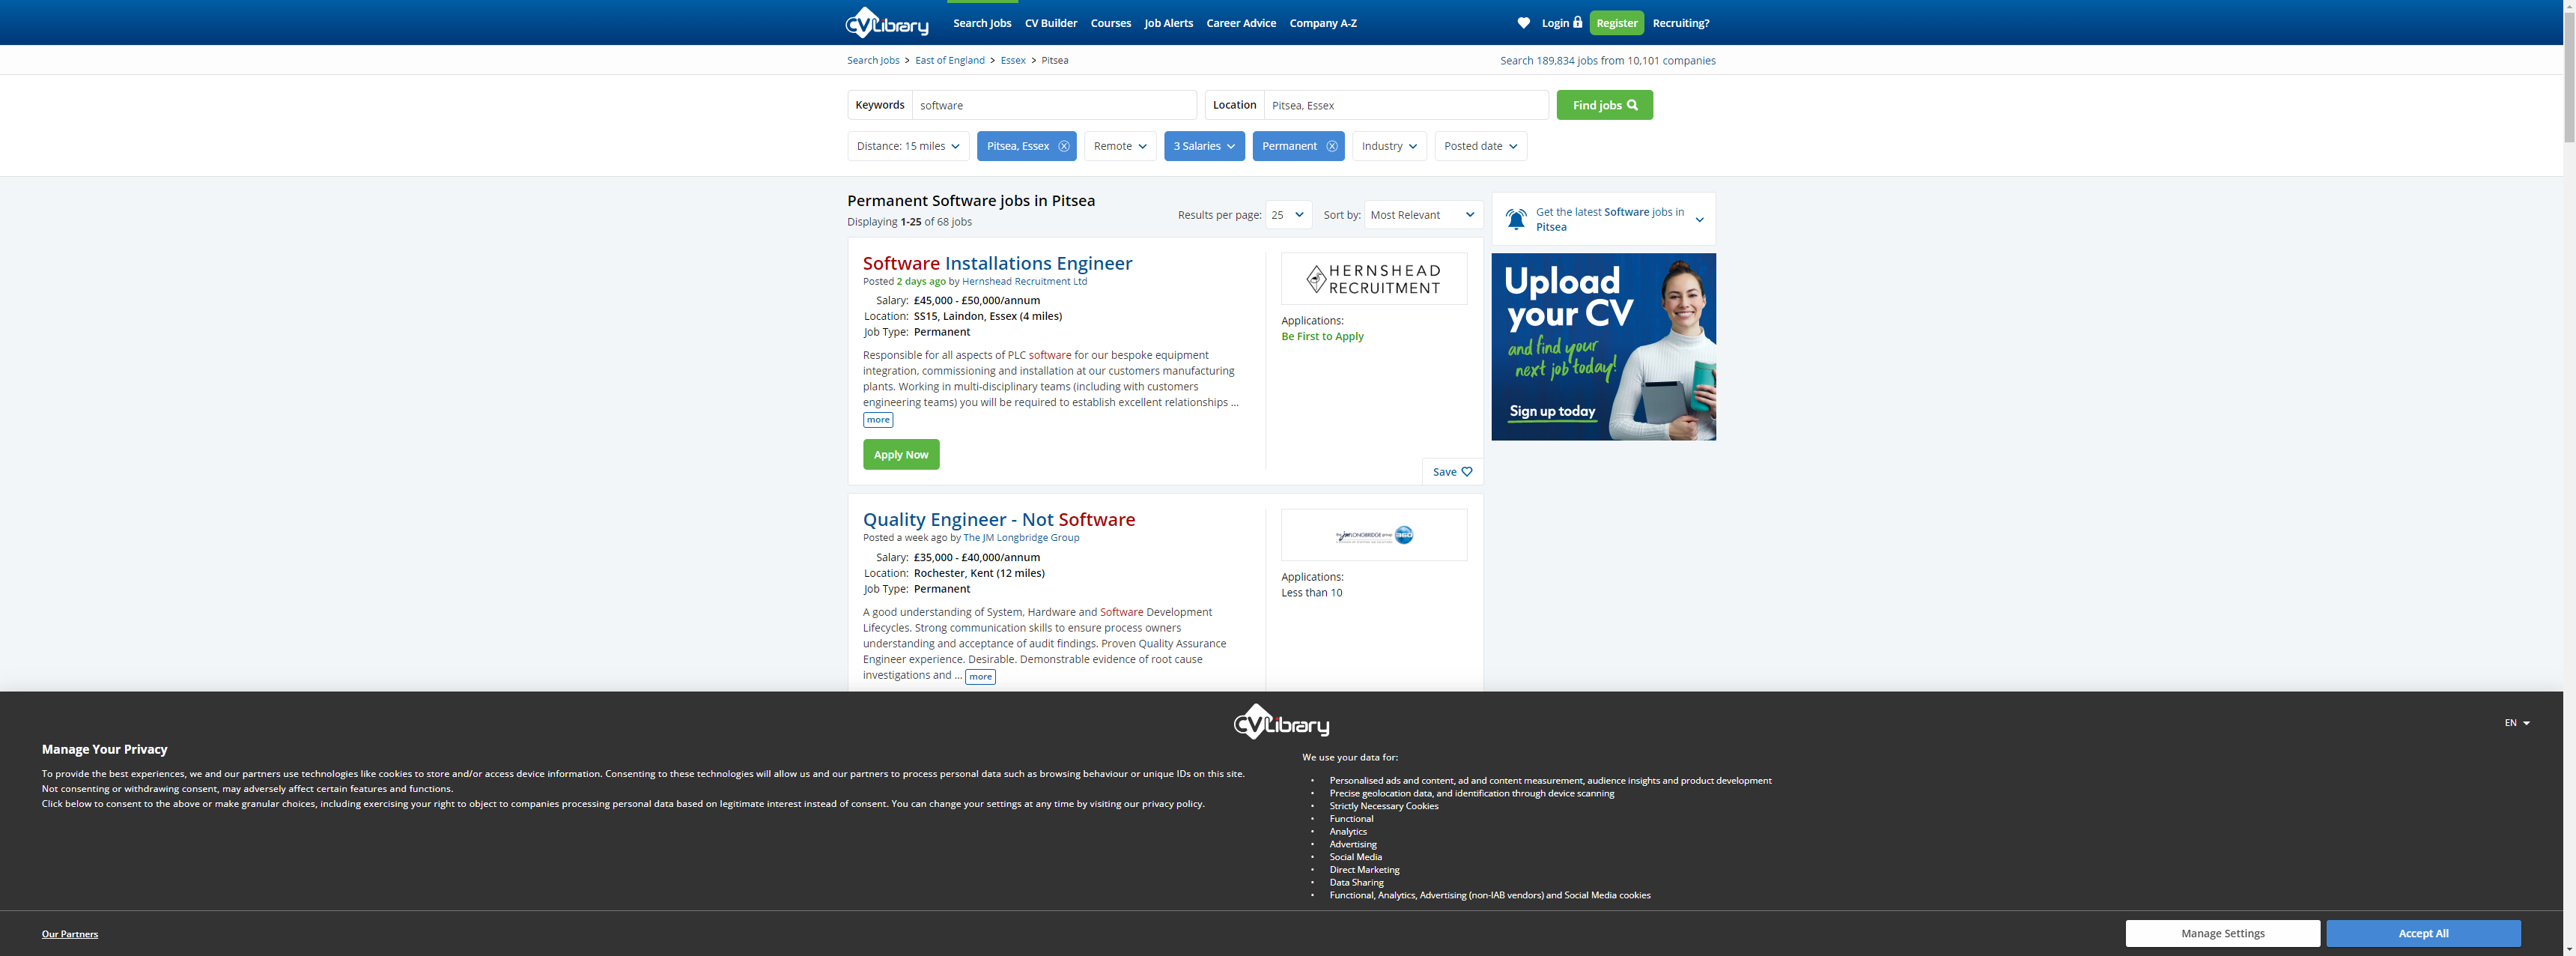 CVLibrary
Search Jobs CV Builder Courses Job Alerts Career Advice Company A-Z
Login Register Recruiting?
Search Jobs > East of England > Essex > Pitsea
Search 189,834 jobs from 10,101 companies
Keywords software
Location Pitsea, Essex
Find jobs
Distance: 15 miles Pitsea, Essex Remote 3 Salaries Permanent Industry Posted date
Permanent Software jobs in Pitsea
Displaying 1-25 of 68 jobs
Results per page: 25 Sort by: Most Relevant
Software Installations Engineer
Posted 2 days ago by Hernshead Recruitment Ltd
Salary: £45,000 - £50,000/annum
Location: SS15, Laindon, Essex (4 miles)
Job Type: Permanent
Responsible for all aspects of PLC software for our bespoke equipment
integration, commissioning and installation at our customers manufacturing
plants. Working in multi-disciplinary teams (including with customers
engineering teams) you will be required to establish excellent relationships ...
more
Apply Now
HERNSHEAD
RECRUITMENT
Applications:
Be First to Apply
Save
Quality Engineer - Not Software
Posted a week ago by The JM Longbridge Group
Salary: £35,000 - £40,000/annum
Location: Rochester, Kent (12 miles)
Job Type: Permanent
A good understanding of System, Hardware and Software Development
Lifecycles. Strong communication skills to ensure process owners
understanding and acceptance of audit findings. Proven Quality Assurance
Engineer experience. Desirable. Demonstrable evidence of root cause
investigations and ... more
the JM LONGBRIDGE group 360
Applications:
Less than 10
Get the latest Software jobs in
Pitsea
Upload
your CV
and find your
next job today!
Sign up today
CVLibrary
EN
Manage Your Privacy
To provide the best experiences, we and our partners use technologies like cookies to store and/or access device information. Consenting to these technologies will allow us and our partners to process personal data such as browsing behaviour or unique IDs on this site.
Not consenting or withdrawing consent, may adversely affect certain features and functions.
Click below to consent to the above or make granular choices, including exercising your right to object to companies processing personal data based on legitimate interest instead of consent. You can change your settings at any time by visiting our privacy policy.
We use your data for:
• Personalised ads and content, ad and content measurement, audience insights and product development
• Precise geolocation data, and identification through device scanning
• Strictly Necessary Cookies
• Functional
• Analytics
• Advertising
• Social Media
• Direct Marketing
• Data Sharing
• Functional, Analytics, Advertising (non-IAB vendors) and Social Media cookies
Our Partners
Manage Settings
Accept All